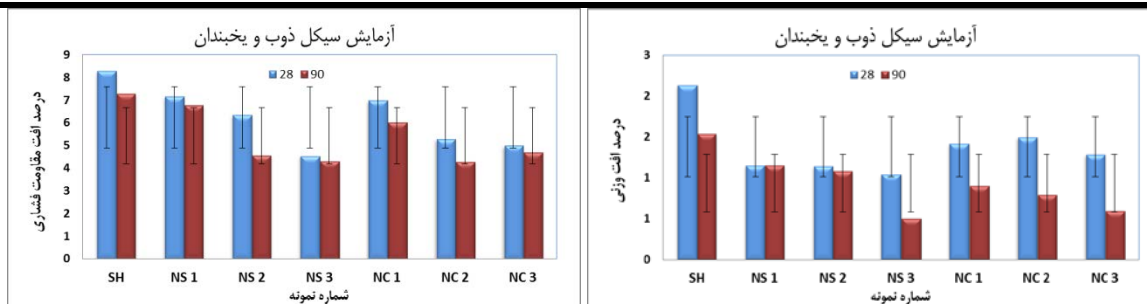 آزمایش سیکل ذوب و یخبندان
28 90
درصد افت مقاومت فشاری
9
8
7
6
5
4
3
2
1
0
SH NS 1 NS 2 NS 3 NC 1 NC 2 NC 3
شماره نمونه
آزمایش سیکل ذوب و یخبندان
28 90
درصد افت وزنی
3
2
2
1
1
0
SH NS 1 NS 2 NS 3 NC 1 NC 2 NC 3
شماره نمونه